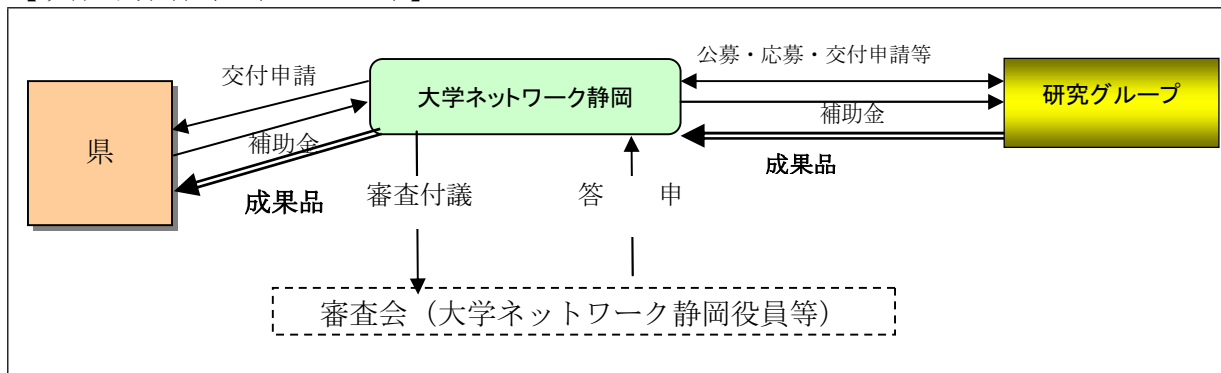 公募・応募・交付申請等
交付申請
大学ネットワーク静岡
研究グループ
補助金
県
補助金
成果品
成果品
審査付議
答 申
審査会(大学ネットワーク静岡役員等)